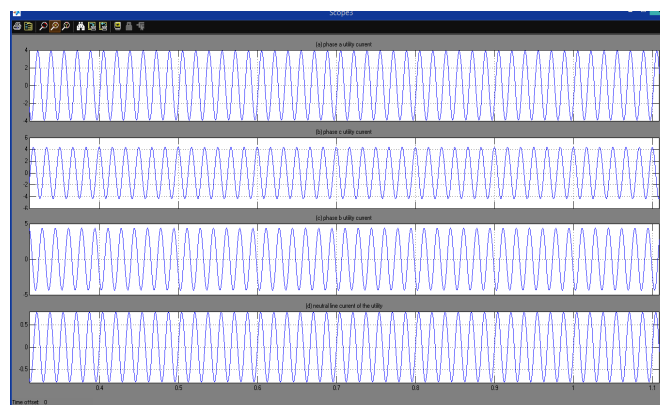 Scope3
(a) phase a utility current
4
2
0
-2
-4
(b) phase c utility current
6
4
2
0
-2
-4
-6
(c) phase b utility current
5
0
-5
(d) neutral line current of the utility
0.5
0
-0.5
0.4 0.5 0.6 0.7 0.8 0.9 1 1.1
Time offset: 0